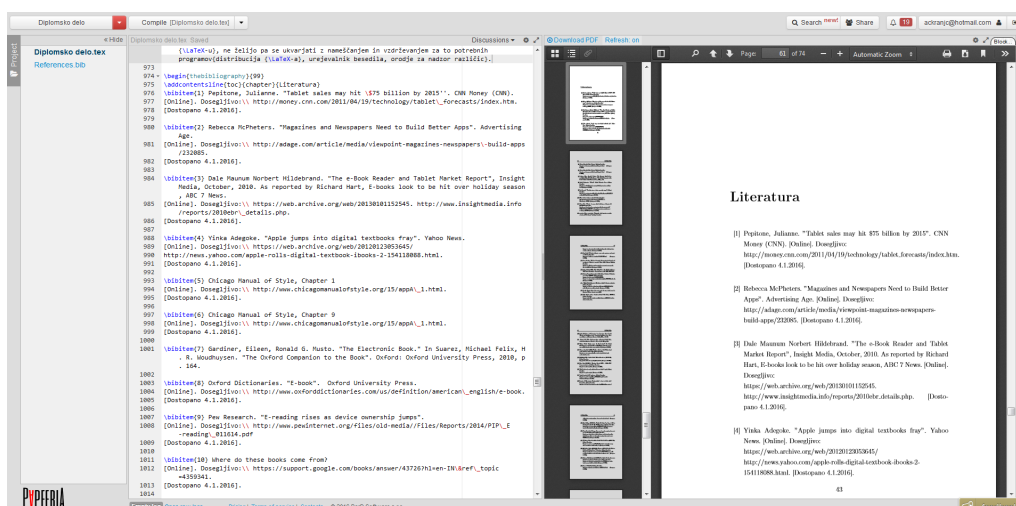 Diplomsko delo
Compile [Diplomsko delo.tex]
Search new!
Share
19
ackranjc@hotmail.com
Project
«Hide
Diplomsko delo.tex
References.bib
Diplomsko delo.tex Saved
Discussions
Download PDF
Refresh: on
Block...
Page:
61 of 74
Automatic Zoom
{\LaTeX-u}, ne želijo pa se ukvarjati z nameščanjem in vzdrževanjem za to potrebnih
programov(distribucija {\LaTeX-a}, urejevalnik besedila, orodje za nadzor različic).
973
974 \begin{thebibliography}{99}
975 \addcontentsline{toc}{chapter}{Literatura}
976 \bibitem{1} Pepitone, Julianne. "Tablet sales may hit \$75 billion by 2015''. CNN Money (CNN).
977 [Online]. Dosegljivo:\\ http://money.cnn.com/2011/04/19/technology/tablet\_forecasts/index.htm.
978 [Dostopano 4.1.2016].
979
980 \bibitem{2} Rebecca McPheters. "Magazines and Newspapers Need to Build Better Apps". Advertising
Age.
981 [Online]. Dosegljivo:\\ http://adage.com/article/media/viewpoint-magazines-newspapers\-build-apps
/232085.
982 [Dostopano 4.1.2016].
983
984 \bibitem{3} Dale Maunum Norbert Hildebrand. "The e-Book Reader and Tablet Market Report", Insight
Media, October, 2010. As reported by Richard Hart, E-books look to be hit over holiday season
, ABC 7 News.
985 [Online]. Dosegljivo:\\ https://web.archive.org/web/20130101152545. http://www.insightmedia.info
/reports/2010ebr\_details.php.
986 [Dostopano 4.1.2016].
987
988 \bibitem{4} Yinka Adegoke. "Apple jumps into digital textbooks fray". Yahoo News.
989 [Online]. Dosegljivo:\\ https://web.archive.org/web/20120123053645/
990 http://news.yahoo.com/apple-rolls-digital-textbook-ibooks-2-154118088.html.
991 [Dostopano 4.1.2016].
992
993 \bibitem{5} Chicago Manual of Style, Chapter 1
994 [Online]. Dosegljivo:\\ http://www.chicagomanualofstyle.org/15/appA\_1.html.
995 [Dostopano 4.1.2016].
996
997 \bibitem{6} Chicago Manual of Style, Chapter 9
998 [Online]. Dosegljivo:\\ http://www.chicagomanualofstyle.org/15/appA\_1.html.
999 [Dostopano 4.1.2016].
1000
1001 \bibitem{7} Gardiner, Eileen, Ronald G. Musto. "The Electronic Book." In Suarez, Michael Felix, H
. R. Woudhuysen. "The Oxford Companion to the Book". Oxford: Oxford University Press, 2010, p
. 164.
1002
1003 \bibitem{8} Oxford Dictionaries. "E-book". Oxford University Press.
1004 [Online]. Dosegljivo:\\ http://www.oxforddictionaries.com/us/definition/american\_english/e-book.
1005 [Dostopano 4.1.2016].
1006
1007 \bibitem{9} Pew Research. "E-reading rises as device ownership jumps".
1008 [Online]. Dosegljivo:\\ http://www.pewinternet.org/files/old-media//Files/Reports/2014/PIP\_E
-reading\_011614.pdf
1009 [Dostopano 4.1.2016].
1010
1011 \bibitem{10} Where do these books come from?
1012 [Online]. Dosegljivo:\\ https://support.google.com/books/answer/43726?hl=en-IN\&ref\_topic
=4359341.
1013 [Dostopano 4.1.2016].
1014
Literatura
[1] Pepitone, Julianne. "Tablet sales may hit $75 billion by 2015". CNN
Money (CNN). [Online]. Dosegljivo:
http://money.cnn.com/2011/04/19/technology/tablet_forecasts/index.htm.
[Dostopano 4.1.2016].
[2] Rebecca McPheters. "Magazines and Newspapers Need to Build Better
Apps". Advertising Age. [Online]. Dosegljivo:
http://adage.com/article/media/viewpoint-magazines-newspapers-
build-apps/232085. [Dostopano 4.1.2016].
[3] Dale Maunum Norbert Hildebrand. "The e-Book Reader and Tablet
Market Report", Insight Media, October, 2010. As reported by Richard
Hart, E-books look to be hit over holiday season, ABC 7 News. [Online].
Dosegljivo:
https://web.archive.org/web/20130101152545.
http://www.insightmedia.info/reports/2010ebr_details.php. [Dosto-
pano 4.1.2016].
[4] Yinka Adegoke. "Apple jumps into digital textbooks fray". Yahoo
News. [Online]. Dosegljivo:
https://web.archive.org/web/20120123053645/
http://news.yahoo.com/apple-rolls-digital-textbook-ibooks-2-
154118088.html. [Dostopano 4.1.2016].
43
PAPEERIA